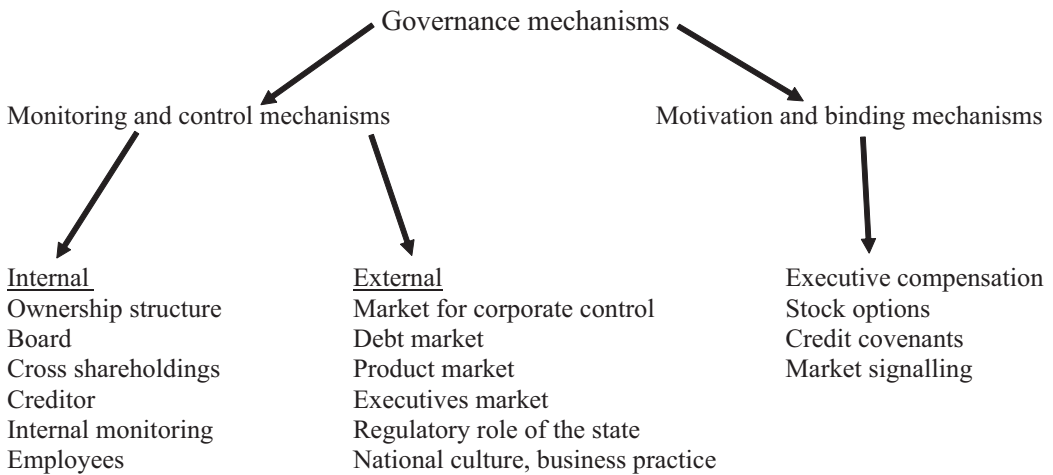 Governance mechanisms
Monitoring and control mechanisms
Motivation and binding mechanisms
Internal
Ownership structure
Board
Cross shareholdings
Creditor
Internal monitoring
Employees
External
Market for corporate control
Debt market
Product market
Executives market
Regulatory role of the state
National culture, business practice
Executive compensation
Stock options
Credit covenants
Market signalling